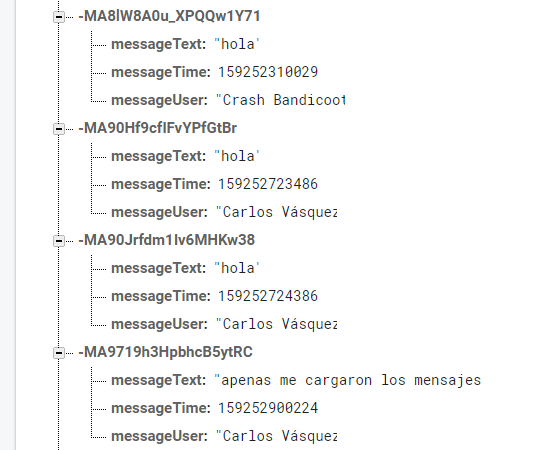 -MA8lW8A0u_XPQQw1Y71
messageText: "hola'
messageTime: 159252310029
messageUser: "Crash Bandicoot
-MA90Hf9cfIFvYPfGtBr
messageText: "hola'
messageTime: 159252723486
messageUser: "Carlos Vásquez
-MA90Jrfdm1Iv6MHKw38
messageText: "hola'
messageTime: 159252724386
messageUser: "Carlos Vásquez
-MA9719h3HpbhcB5ytRC
messageText: "apenas me cargaron los mensajes
messageTime: 159252900224
messageUser: "Carlos Vásquez